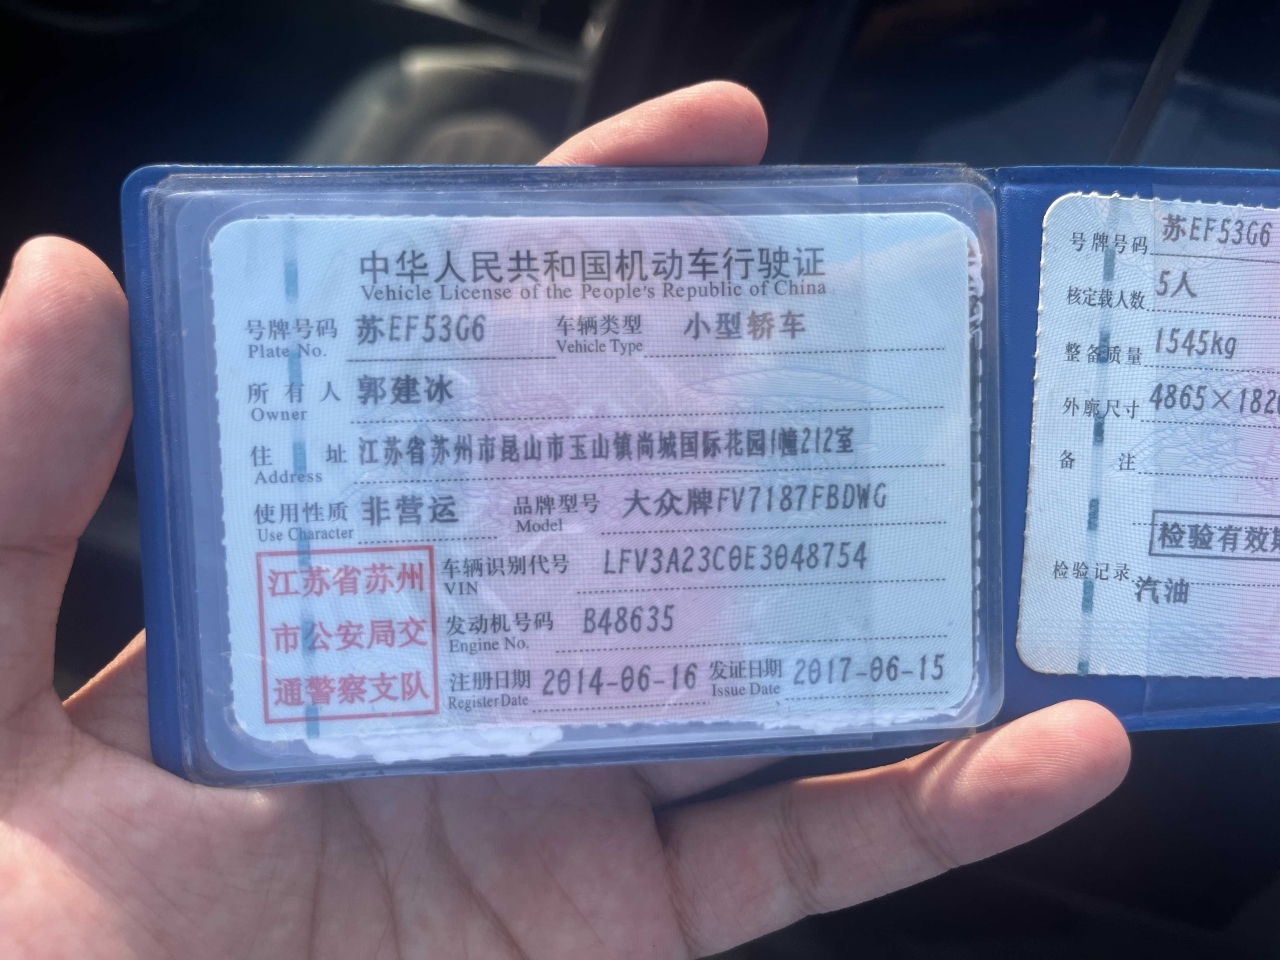 中华人民共和国机动车行驶证
Vehicle License of the People's Republic of China
号牌号码 苏EF53G6 车辆类型 小型轿车
Plate No. Vehicle Type
所有人 郭建冰
Owner
住址 江苏省苏州市昆山市玉山镇尚城国际花园1幢212室
Address
使用性质 非营运 品牌型号 大众牌FV7187FBDWG
Use Character Model
江苏省苏州
市公安局交
通警察支队
车辆识别代号 LFV3A23C0E3048754
VIN
发动机号码 B48635
Engine No.
注册日期 2014-06-16 发证日期 2017-06-15
Register Date Issue Date
号牌号码 苏EF53G6
核定载人数 5人
整备质量 1545kg
外廓尺寸 4865×182
备注
检验有效期
检验记录
汽油